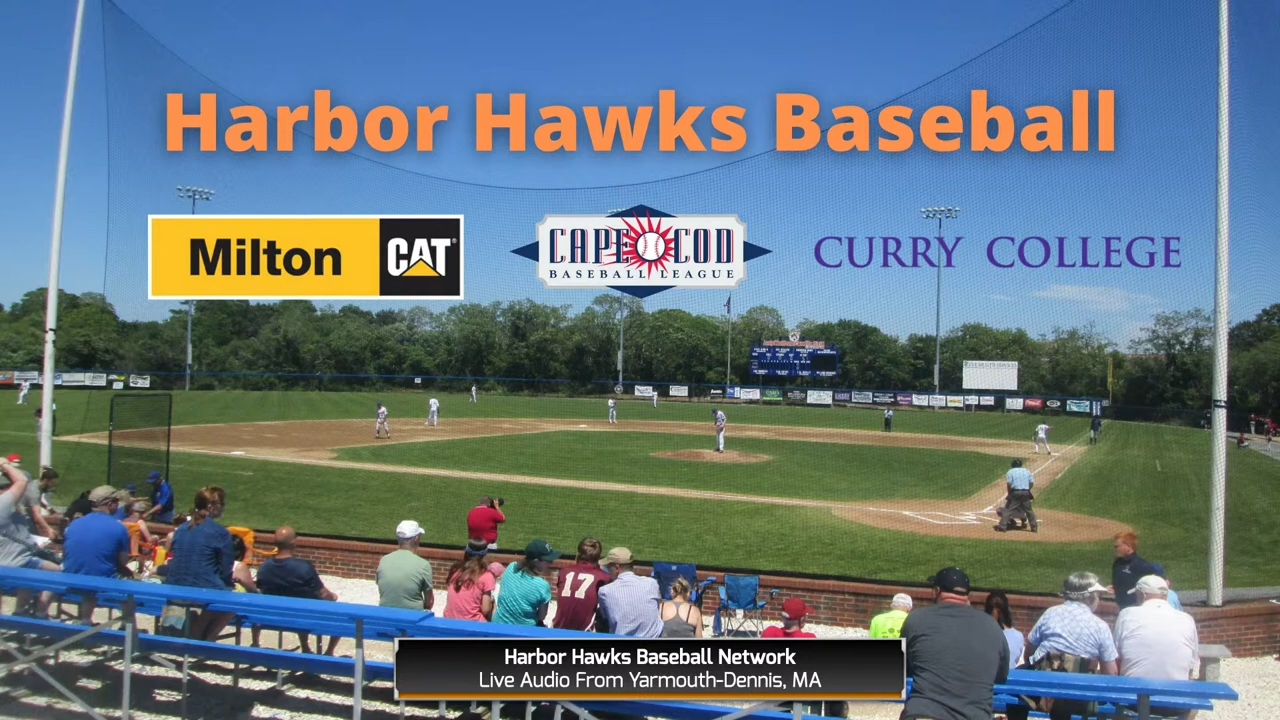 Harbor Hawks Baseball
Milton CAT®
CAPE COD
BASEBALL LEAGUE
CURRY COLLEGE
17
Harbor Hawks Baseball Network
Live Audio From Yarmouth-Dennis, MA